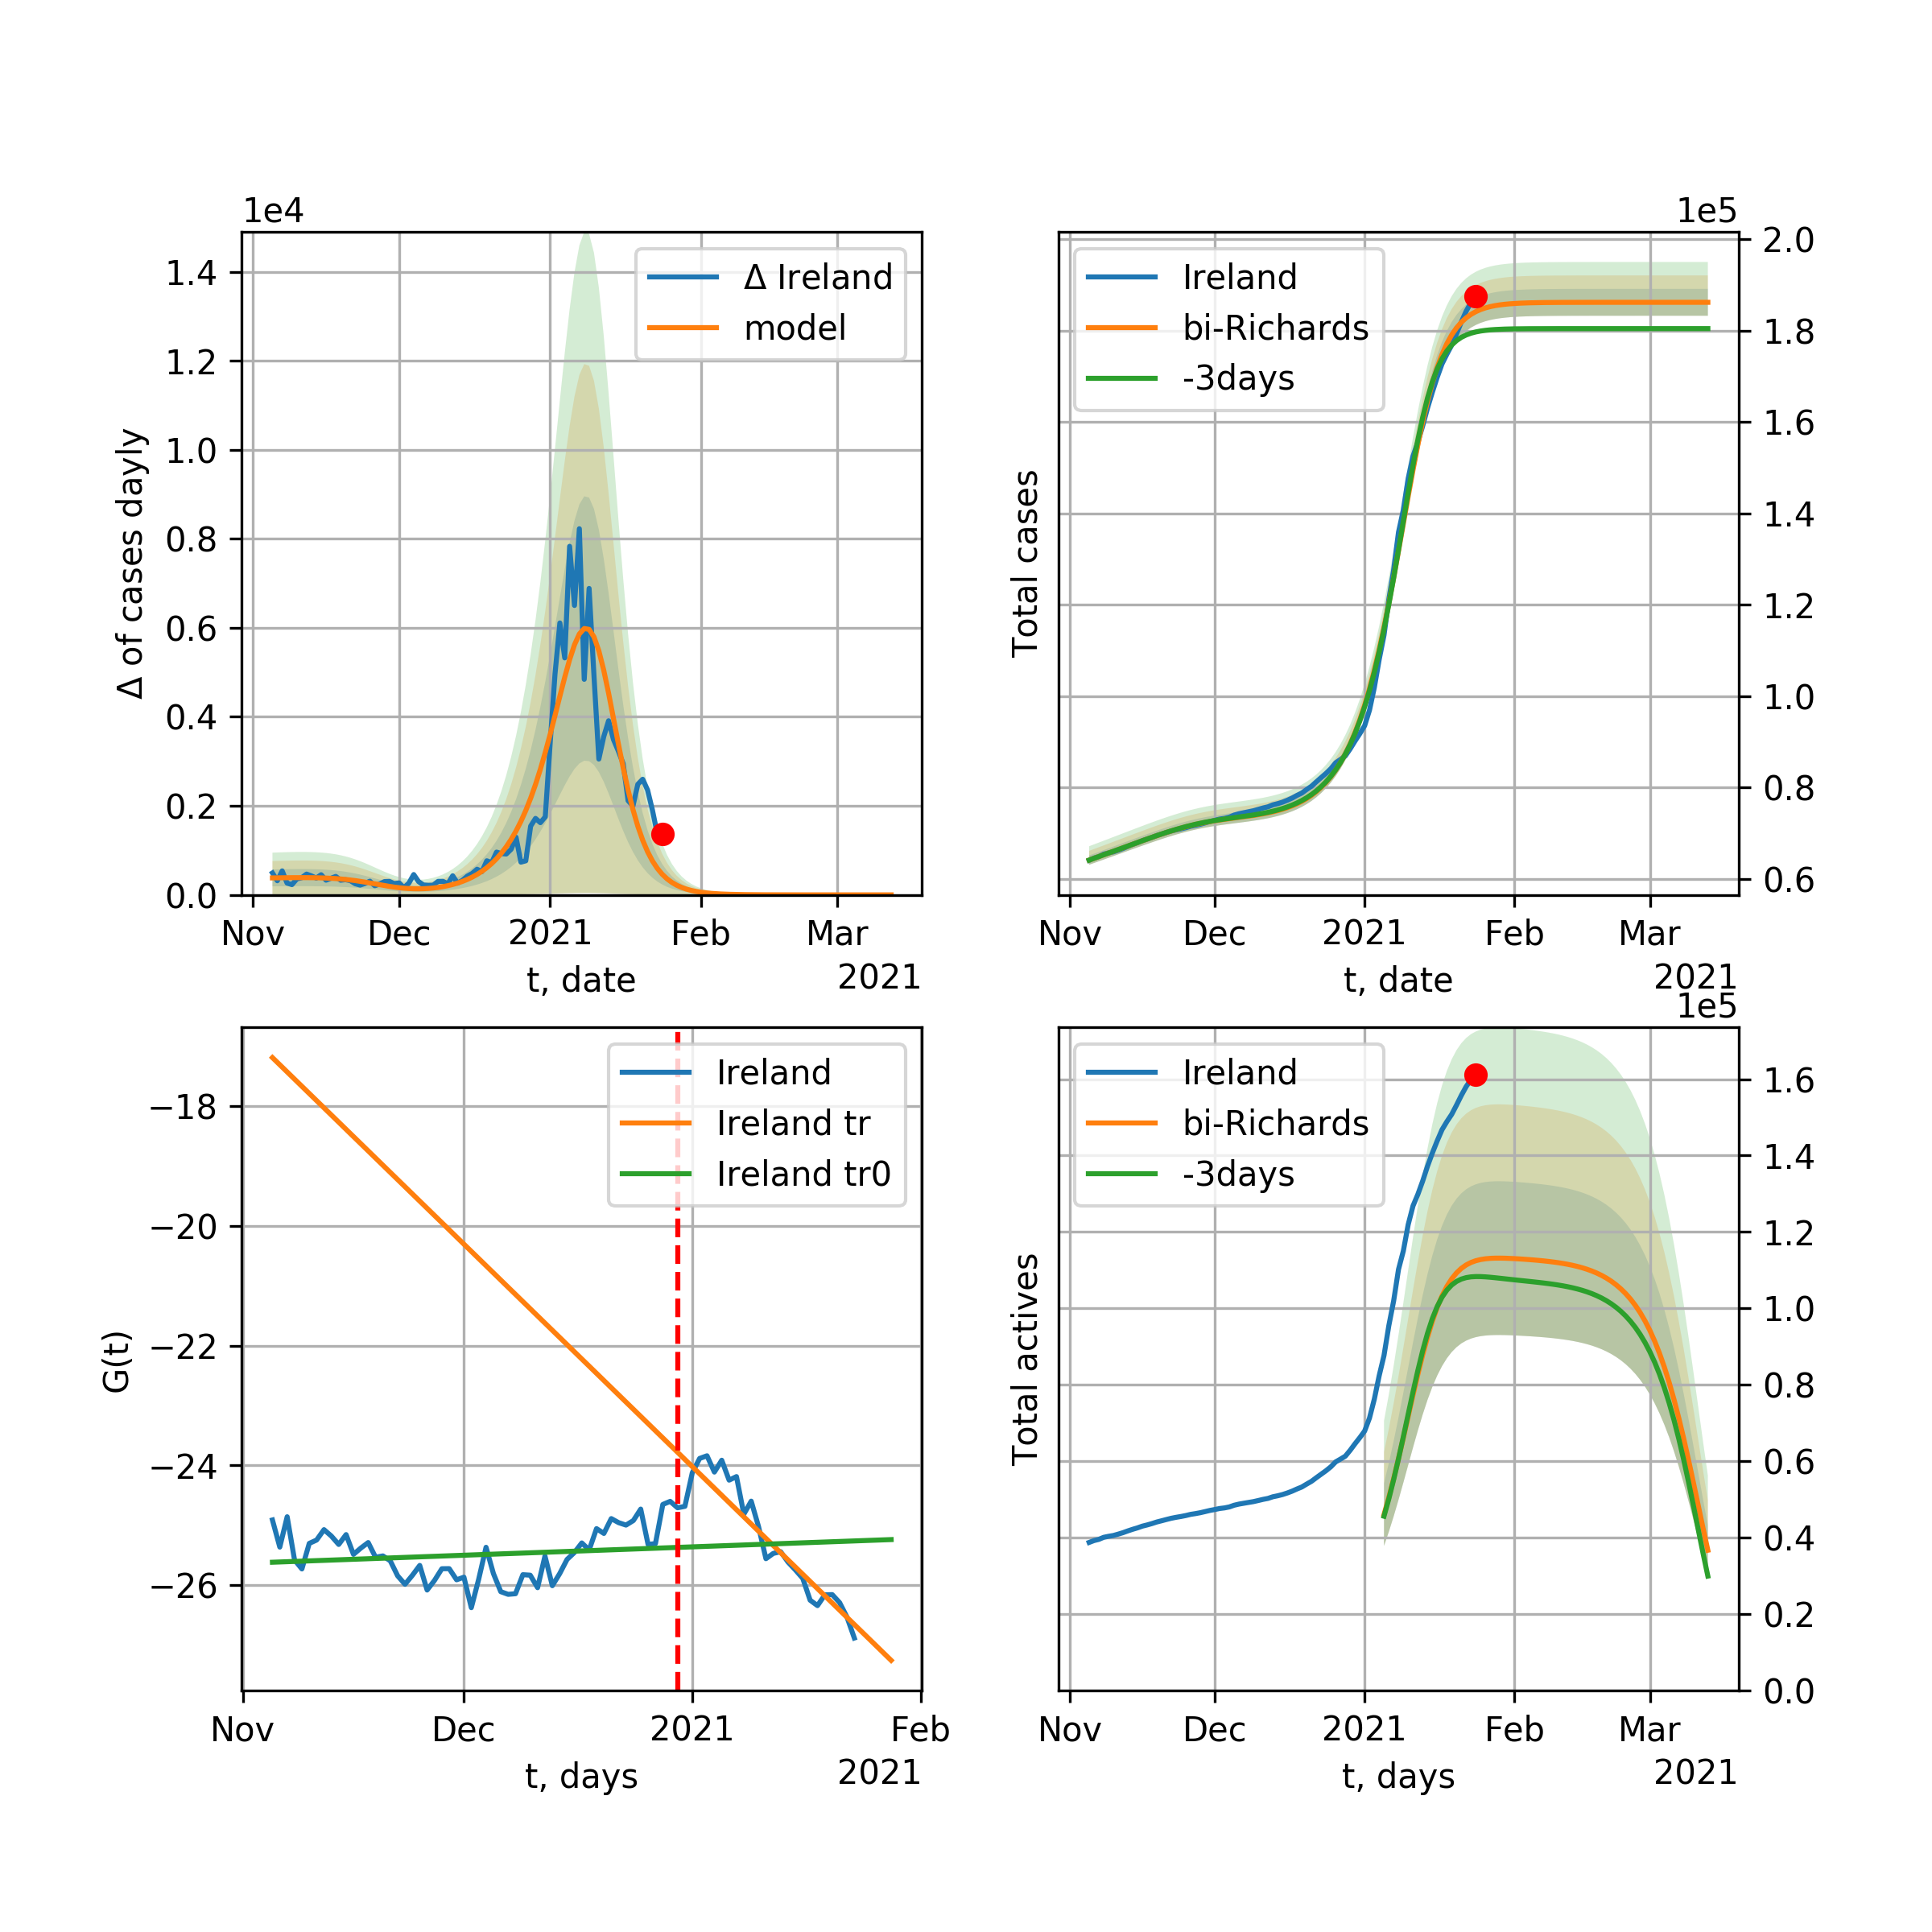 1e4
Δ of cases dayly
1.4
1.2
1.0
0.8
0.6
0.4
0.2
0.0
Δ Ireland
model
Nov Dec 2021 Feb Mar
t, date
2021
1e5
Total cases
2.0
1.8
1.6
1.4
1.2
1.0
0.8
0.6
Ireland
bi-Richards
-3days
Nov Dec 2021 Feb Mar
t, date
2021
G(t)
−18
−20
−22
−24
−26
Ireland
Ireland tr
Ireland tr0
Nov Dec 2021 Feb
t, days
2021
1e5
Total actives
1.6
1.4
1.2
1.0
0.8
0.6
0.4
0.2
0.0
Ireland
bi-Richards
-3days
Nov Dec 2021 Feb Mar
t, days
2021